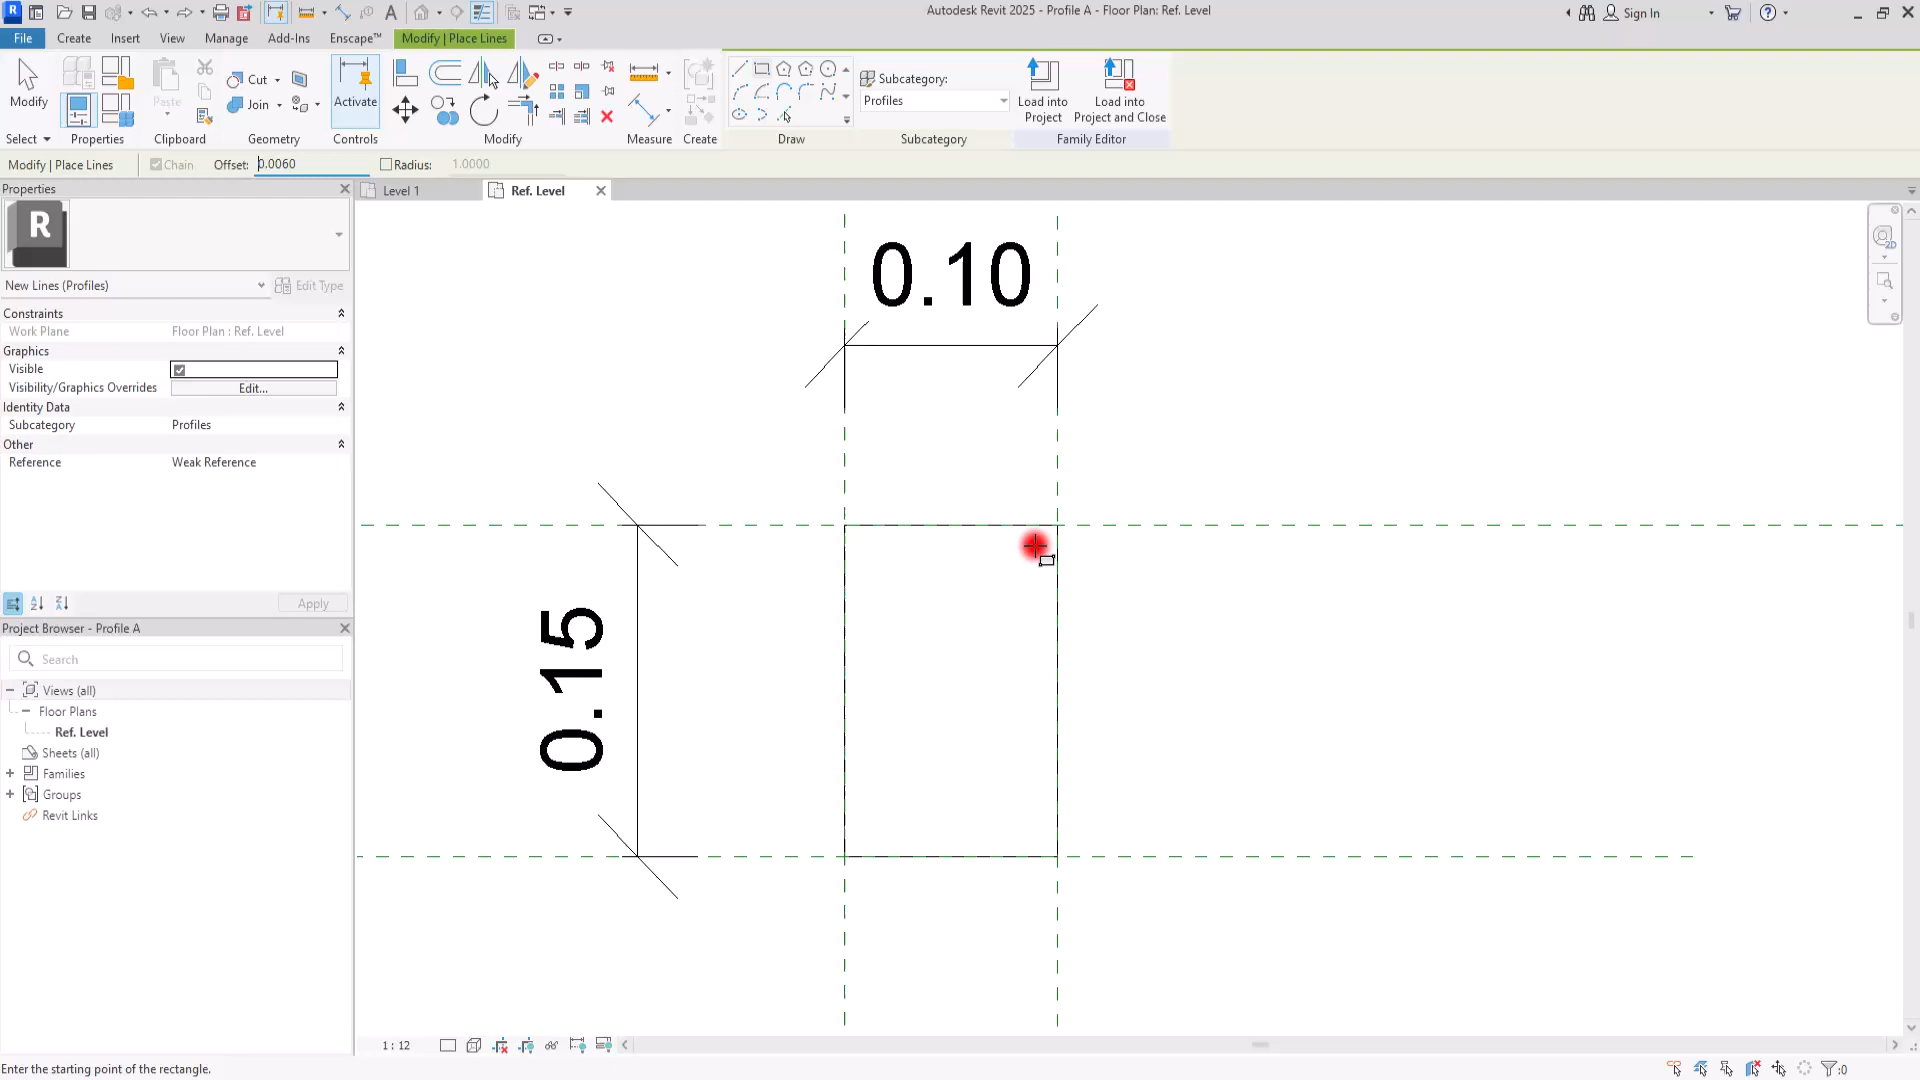 Autodesk Revit 2025 - Profile A - Floor Plan: Ref. Level
Sign In
File
Create
Insert
View
Manage
Add-Ins
Enscape™
Modify | Place Lines
Modify
Paste
Cut
Join
Activate
Subcategory:
Profiles
Load into
Project
Load into
Project and Close
Select
Properties
Clipboard
Geometry
Controls
Modify
Measure
Create
Draw
Subcategory
Family Editor
Modify | Place Lines
Chain
Offset:
0.0060
Radius:
1.0000
Properties
Level 1
Ref. Level
R
New Lines (Profiles)
Edit Type
Constraints
Work Plane
Floor Plan : Ref. Level
Graphics
Visible
Visibility/Graphics Overrides
Edit...
Identity Data
Subcategory
Profiles
Other
Reference
Weak Reference
Apply
Project Browser - Profile A
Search
Views (all)
Floor Plans
Ref. Level
Sheets (all)
Families
Groups
Revit Links
0.10
0.15
1 : 12
Enter the starting point of the rectangle.
:0